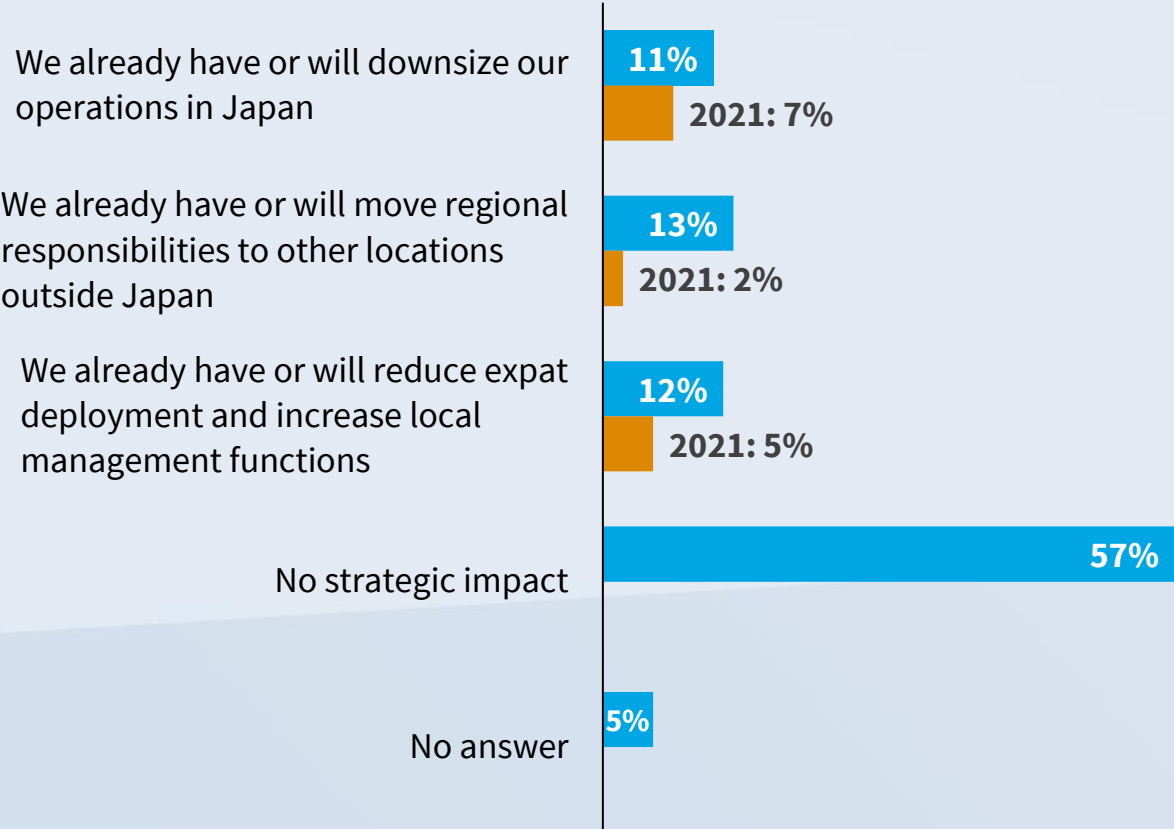 We already have or will downsize our
operations in Japan
11%
2021: 7%
We already have or will move regional
responsibilities to other locations
outside Japan
13%
2021: 2%
We already have or will reduce expat
deployment and increase local
management functions
12%
2021: 5%
No strategic impact
57%
No answer
5%